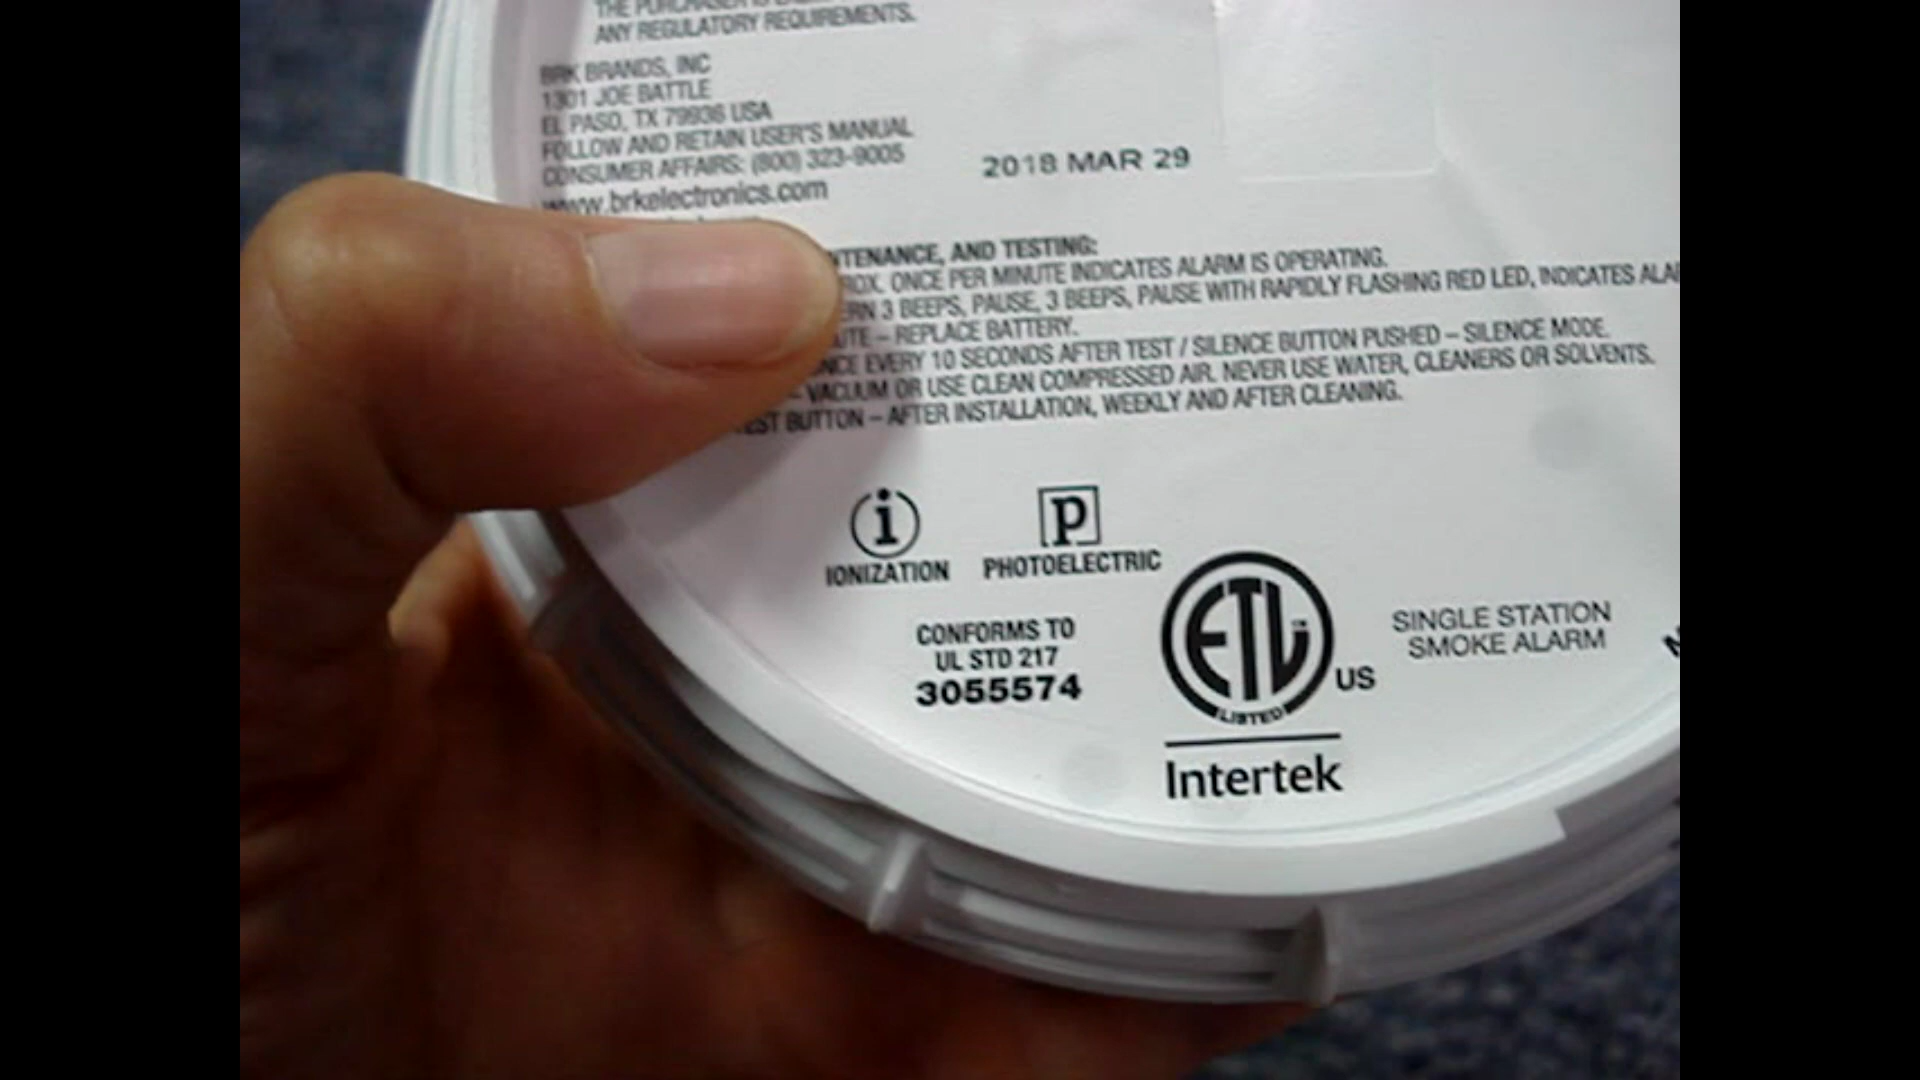 THE PURCHASER IS
ANY REGULATORY REQUIREMENTS.
BRK BRANDS, INC
1301 JOE BATTLE
EL PASO, TX 79936 USA
FOLLOW AND RETAIN USER'S MANUAL
CONSUMER AFFAIRS: (800) 323-9005
www.brkelectronics.com
2018 MAR 29
TENANCE, AND TESTING:
OX. ONCE PER MINUTE INDICATES ALARM IS OPERATING.
ERN 3 BEEPS, PAUSE, 3 BEEPS, PAUSE WITH RAPIDLY FLASHING RED LED, INDICATES ALA
UTE – REPLACE BATTERY.
NCE EVERY 10 SECONDS AFTER TEST / SILENCE BUTTON PUSHED – SILENCE MODE.
– VACUUM OR USE CLEAN COMPRESSED AIR. NEVER USE WATER, CLEANERS OR SOLVENTS.
EST BUTTON – AFTER INSTALLATION, WEEKLY AND AFTER CLEANING.
i
IONIZATION
p
PHOTOELECTRIC
CONFORMS TO
UL STD 217
3055574
ETL
LISTED
US
Intertek
SINGLE STATION
SMOKE ALARM